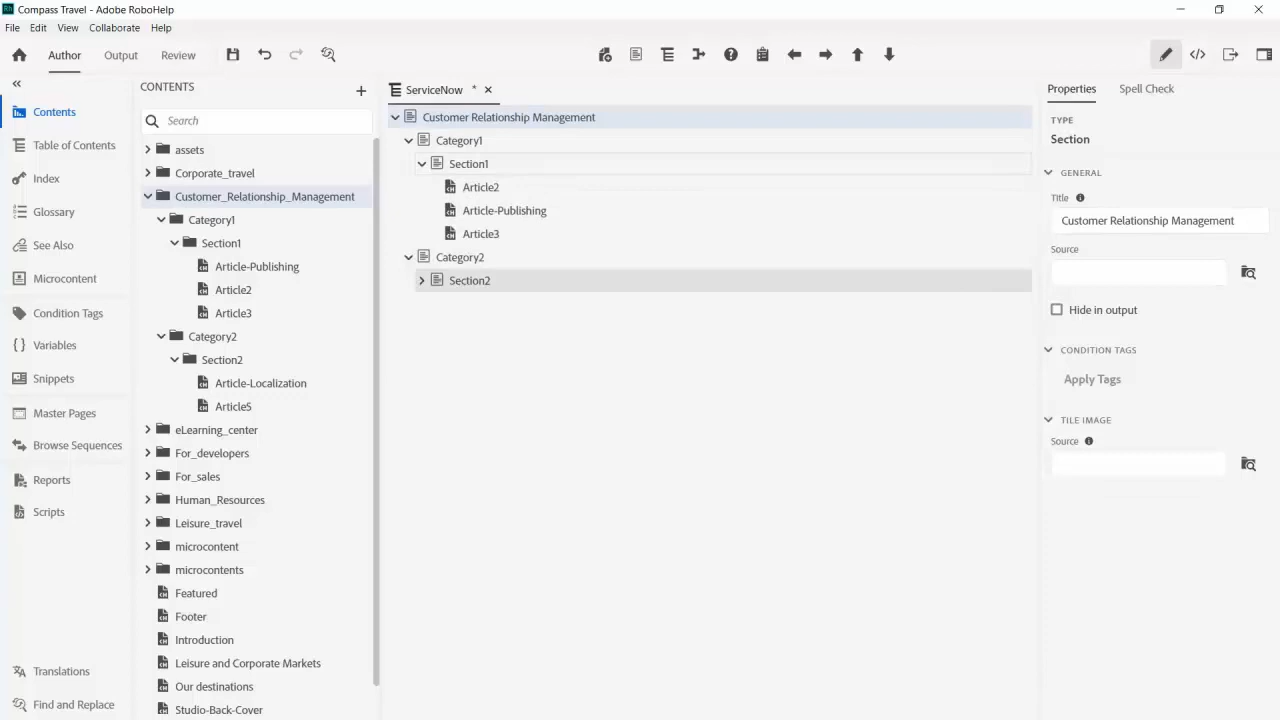 Rh Compass Travel - Adobe RoboHelp
File Edit View Collaborate Help
Author Output Review
Contents
Table of Contents
Index
Glossary
See Also
Microcontent
Condition Tags
Variables
Snippets
Master Pages
Browse Sequences
Reports
Scripts
Translations
Find and Replace
CONTENTS
Search
assets
Corporate_travel
Customer_Relationship_Management
Category1
Section1
Article-Publishing
Article2
Article3
Category2
Section2
Article-Localization
Article5
eLearning_center
For_developers
For_sales
Human_Resources
Leisure_travel
microcontent
microcontents
Featured
Footer
Introduction
Leisure and Corporate Markets
Our destinations
Studio-Back-Cover
ServiceNow *
Customer Relationship Management
Category1
Section1
Article2
Article-Publishing
Article3
Category2
Section2
Properties Spell Check
TYPE
Section
GENERAL
Title
Customer Relationship Management
Source
Hide in output
CONDITION TAGS
Apply Tags
TILE IMAGE
Source